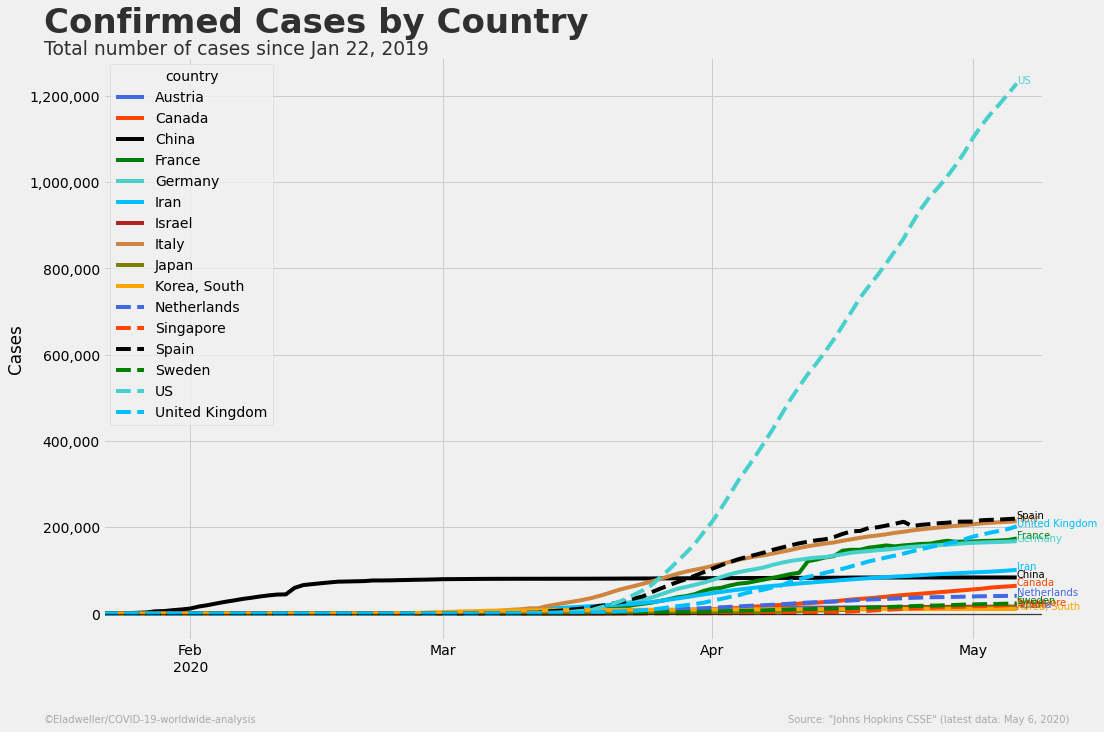 Confirmed Cases by Country
Total number of cases since Jan 22, 2019
country
Austria
Canada
China
France
Germany
Iran
Israel
Italy
Japan
Korea, South
Netherlands
Singapore
Spain
Sweden
US
United Kingdom
Cases
1,200,000
1,000,000
800,000
600,000
400,000
200,000
0
Feb
2020
Mar
Apr
May
US
Spain
United Kingdom
France
Germany
Iran
China
Canada
Netherlands
Sweden
©Eladweller/COVID-19-worldwide-analysis
Source: "Johns Hopkins CSSE" (latest data: May 6, 2020)